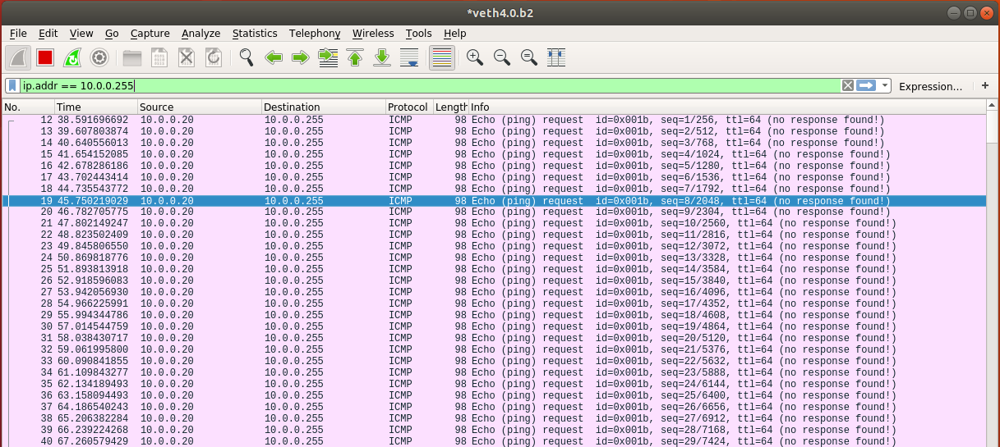 *veth4.0.b2
File Edit View Go Capture Analyze Statistics Telephony Wireless Tools Help
ip.addr == 10.0.0.255 Expression… +
No. Time Source Destination Protocol Length Info
12 38.591696692 10.0.0.20 10.0.0.255 ICMP 98 Echo (ping) request id=0x001b, seq=1/256, ttl=64 (no response found!)
13 39.607803874 10.0.0.20 10.0.0.255 ICMP 98 Echo (ping) request id=0x001b, seq=2/512, ttl=64 (no response found!)
14 40.640556013 10.0.0.20 10.0.0.255 ICMP 98 Echo (ping) request id=0x001b, seq=3/768, ttl=64 (no response found!)
15 41.654152085 10.0.0.20 10.0.0.255 ICMP 98 Echo (ping) request id=0x001b, seq=4/1024, ttl=64 (no response found!)
16 42.678286186 10.0.0.20 10.0.0.255 ICMP 98 Echo (ping) request id=0x001b, seq=5/1280, ttl=64 (no response found!)
17 43.702443414 10.0.0.20 10.0.0.255 ICMP 98 Echo (ping) request id=0x001b, seq=6/1536, ttl=64 (no response found!)
18 44.735543772 10.0.0.20 10.0.0.255 ICMP 98 Echo (ping) request id=0x001b, seq=7/1792, ttl=64 (no response found!)
19 45.750219029 10.0.0.20 10.0.0.255 ICMP 98 Echo (ping) request id=0x001b, seq=8/2048, ttl=64 (no response found!)
20 46.782705775 10.0.0.20 10.0.0.255 ICMP 98 Echo (ping) request id=0x001b, seq=9/2304, ttl=64 (no response found!)
21 47.802149247 10.0.0.20 10.0.0.255 ICMP 98 Echo (ping) request id=0x001b, seq=10/2560, ttl=64 (no response found!)
22 48.823502409 10.0.0.20 10.0.0.255 ICMP 98 Echo (ping) request id=0x001b, seq=11/2816, ttl=64 (no response found!)
23 49.845806550 10.0.0.20 10.0.0.255 ICMP 98 Echo (ping) request id=0x001b, seq=12/3072, ttl=64 (no response found!)
24 50.869818776 10.0.0.20 10.0.0.255 ICMP 98 Echo (ping) request id=0x001b, seq=13/3328, ttl=64 (no response found!)
25 51.893813918 10.0.0.20 10.0.0.255 ICMP 98 Echo (ping) request id=0x001b, seq=14/3584, ttl=64 (no response found!)
26 52.918596083 10.0.0.20 10.0.0.255 ICMP 98 Echo (ping) request id=0x001b, seq=15/3840, ttl=64 (no response found!)
27 53.942056930 10.0.0.20 10.0.0.255 ICMP 98 Echo (ping) request id=0x001b, seq=16/4096, ttl=64 (no response found!)
28 54.966225991 10.0.0.20 10.0.0.255 ICMP 98 Echo (ping) request id=0x001b, seq=17/4352, ttl=64 (no response found!)
29 55.994344786 10.0.0.20 10.0.0.255 ICMP 98 Echo (ping) request id=0x001b, seq=18/4608, ttl=64 (no response found!)
30 57.014544759 10.0.0.20 10.0.0.255 ICMP 98 Echo (ping) request id=0x001b, seq=19/4864, ttl=64 (no response found!)
31 58.038430717 10.0.0.20 10.0.0.255 ICMP 98 Echo (ping) request id=0x001b, seq=20/5120, ttl=64 (no response found!)
32 59.061995800 10.0.0.20 10.0.0.255 ICMP 98 Echo (ping) request id=0x001b, seq=21/5376, ttl=64 (no response found!)
33 60.090841855 10.0.0.20 10.0.0.255 ICMP 98 Echo (ping) request id=0x001b, seq=22/5632, ttl=64 (no response found!)
34 61.109843277 10.0.0.20 10.0.0.255 ICMP 98 Echo (ping) request id=0x001b, seq=23/5888, ttl=64 (no response found!)
35 62.134189493 10.0.0.20 10.0.0.255 ICMP 98 Echo (ping) request id=0x001b, seq=24/6144, ttl=64 (no response found!)
36 63.158094493 10.0.0.20 10.0.0.255 ICMP 98 Echo (ping) request id=0x001b, seq=25/6400, ttl=64 (no response found!)
37 64.186540243 10.0.0.20 10.0.0.255 ICMP 98 Echo (ping) request id=0x001b, seq=26/6656, ttl=64 (no response found!)
38 65.206382284 10.0.0.20 10.0.0.255 ICMP 98 Echo (ping) request id=0x001b, seq=27/6912, ttl=64 (no response found!)
39 66.239224268 10.0.0.20 10.0.0.255 ICMP 98 Echo (ping) request id=0x001b, seq=28/7168, ttl=64 (no response found!)
40 67.260579429 10.0.0.20 10.0.0.255 ICMP 98 Echo (ping) request id=0x001b, seq=29/7424, ttl=64 (no response found!)